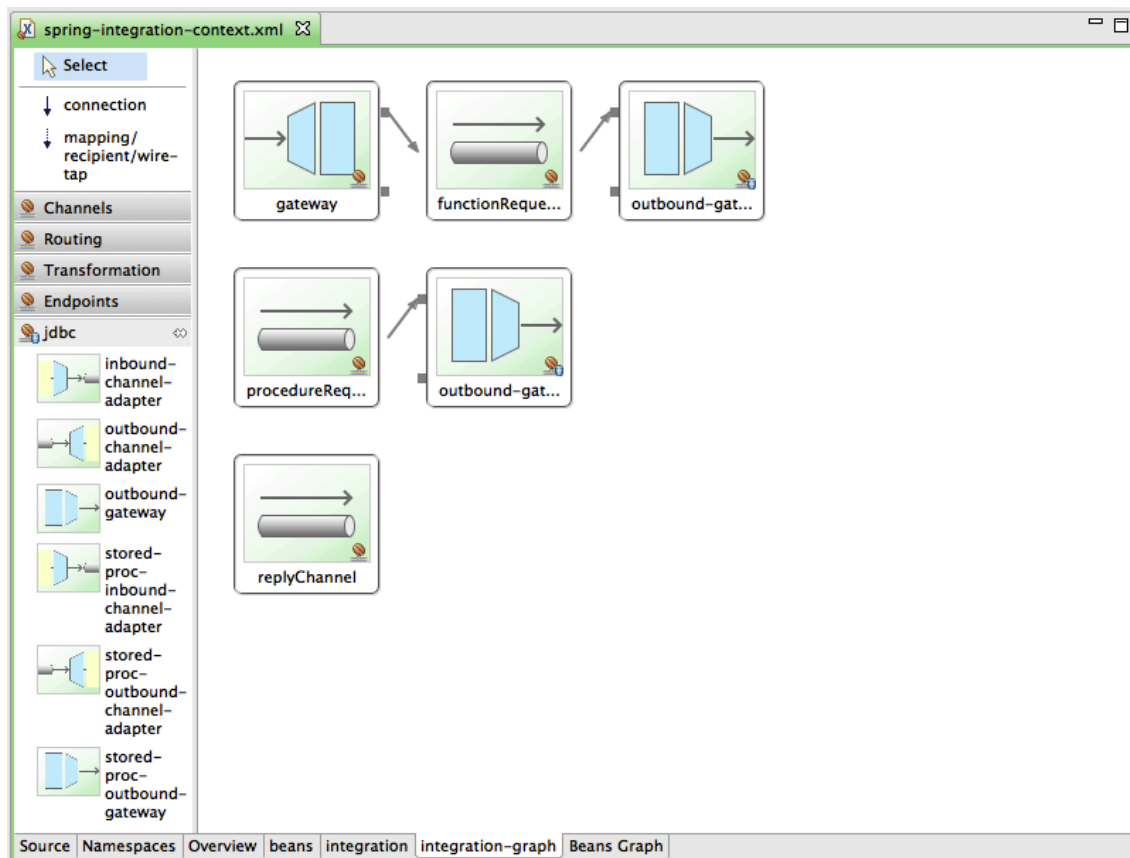 spring-integration-context.xml
Select
connection
mapping/
recipient/wire-
tap
Channels
Routing
Transformation
Endpoints
jdbc
inbound-
channel-
adapter
outbound-
channel-
adapter
outbound-
gateway
stored-
proc-
inbound-
channel-
adapter
stored-
proc-
outbound-
channel-
adapter
stored-
proc-
outbound-
gateway
gateway
functionReque...
outbound-gat...
procedureReq...
outbound-gat...
replyChannel
Source
Namespaces
Overview
beans
integration
integration-graph
Beans Graph